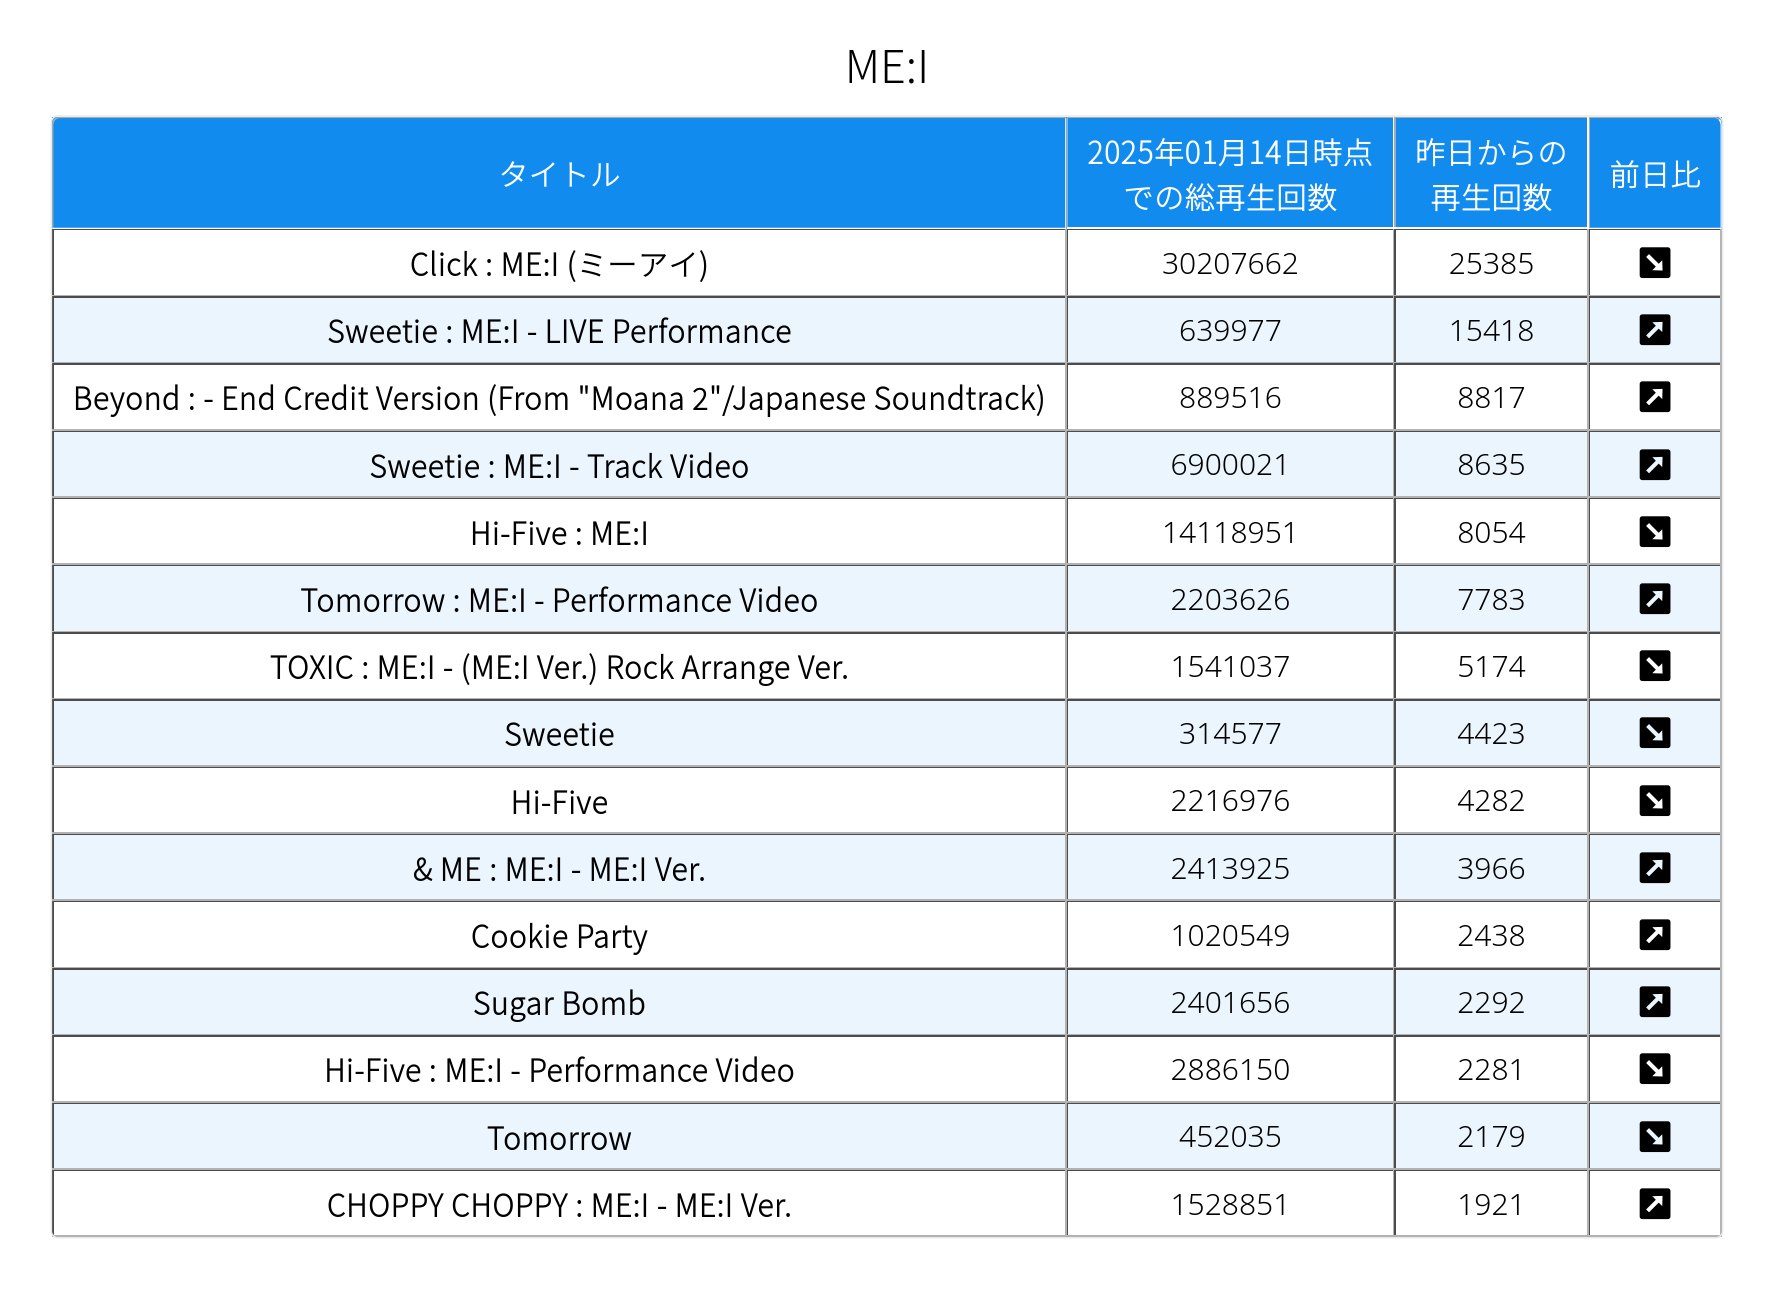 ME:I
タイトル
2025年01月14日時点
での総再生回数
昨日からの
再生回数
前日比
Click : ME:I (ミーアイ) 30207662 25385
Sweetie : ME:I - LIVE Performance 639977 15418
Beyond : - End Credit Version (From "Moana 2"/Japanese Soundtrack) 889516 8817
Sweetie : ME:I - Track Video 6900021 8635
Hi-Five : ME:I 14118951 8054
Tomorrow : ME:I - Performance Video 2203626 7783
TOXIC : ME:I - (ME:I Ver.) Rock Arrange Ver. 1541037 5174
Sweetie 314577 4423
Hi-Five 2216976 4282
& ME : ME:I - ME:I Ver. 2413925 3966
Cookie Party 1020549 2438
Sugar Bomb 2401656 2292
Hi-Five : ME:I - Performance Video 2886150 2281
Tomorrow 452035 2179
CHOPPY CHOPPY : ME:I - ME:I Ver. 1528851 1921